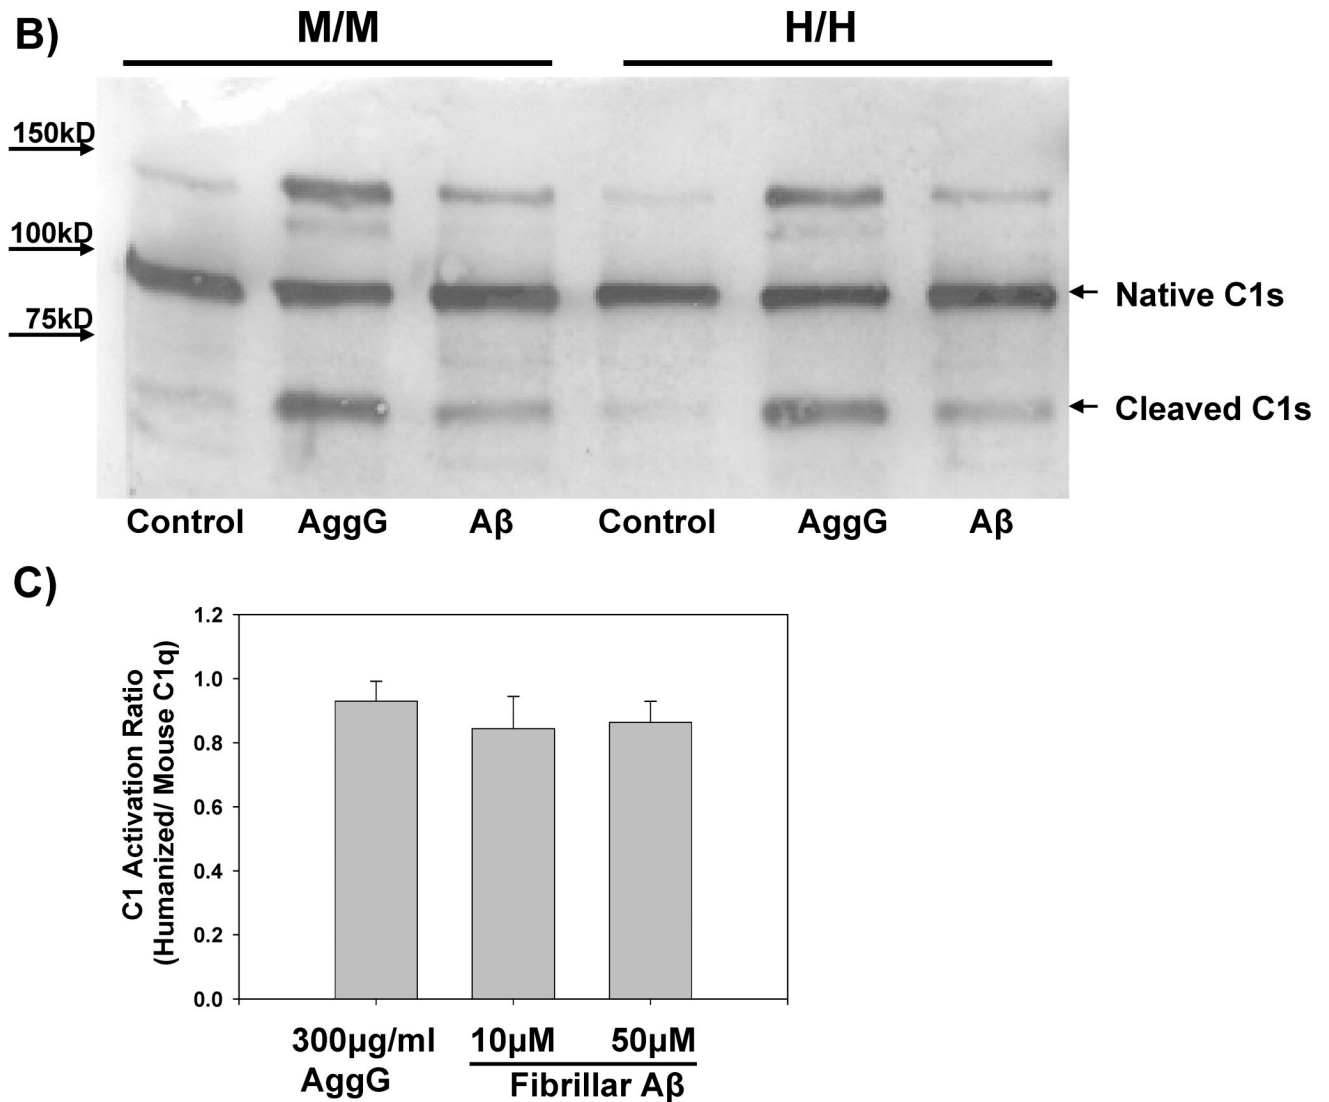 B)
M/M
H/H
150kD
100kD
75kD
Native C1s
Cleaved C1s
Control AggG Aβ Control AggG Aβ
C)
C1 Activation Ratio
(Humanized/ Mouse C1q)
1.2
1.0
0.8
0.6
0.4
0.2
0.0
300µg/ml 10µM 50µM
AggG Fibrillar Aβ